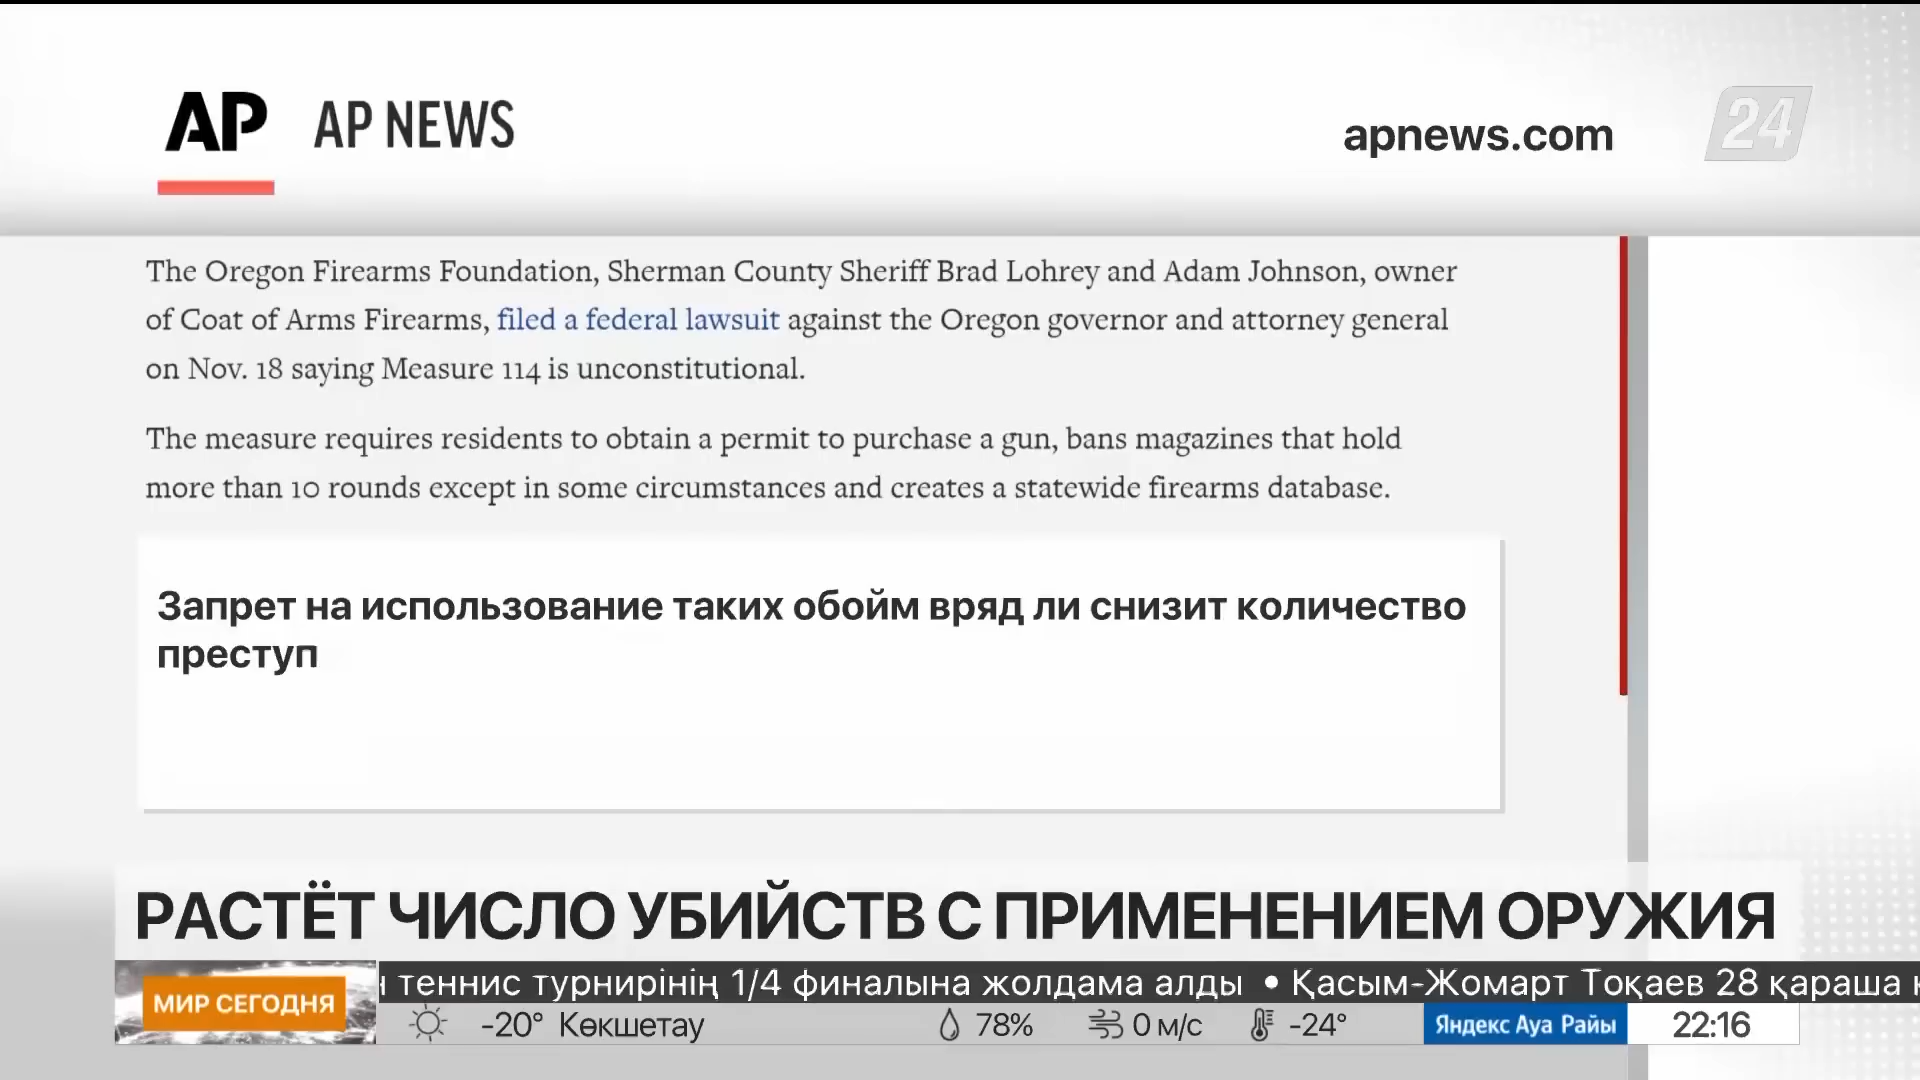 AP AP NEWS
apnews.com
24
The Oregon Firearms Foundation, Sherman County Sheriff Brad Lohrey and Adam Johnson, owner
of Coat of Arms Firearms, filed a federal lawsuit against the Oregon governor and attorney general
on Nov. 18 saying Measure 114 is unconstitutional.
The measure requires residents to obtain a permit to purchase a gun, bans magazines that hold
more than 10 rounds except in some circumstances and creates a statewide firearms database.
Запрет на использование таких обойм вряд ли снизит количество
преступ
РАСТЁТ ЧИСЛО УБИЙСТВ С ПРИМЕНЕНИЕМ ОРУЖИЯ
МИР СЕГОДНЯ
теннис турнирінің 1/4 финалына жолдама алды • Қасым-Жомарт Тоқаев 28 қараша
-20° Көкшетау 78% 0 м/с -24° Яндекс Ауа Райы 22:16